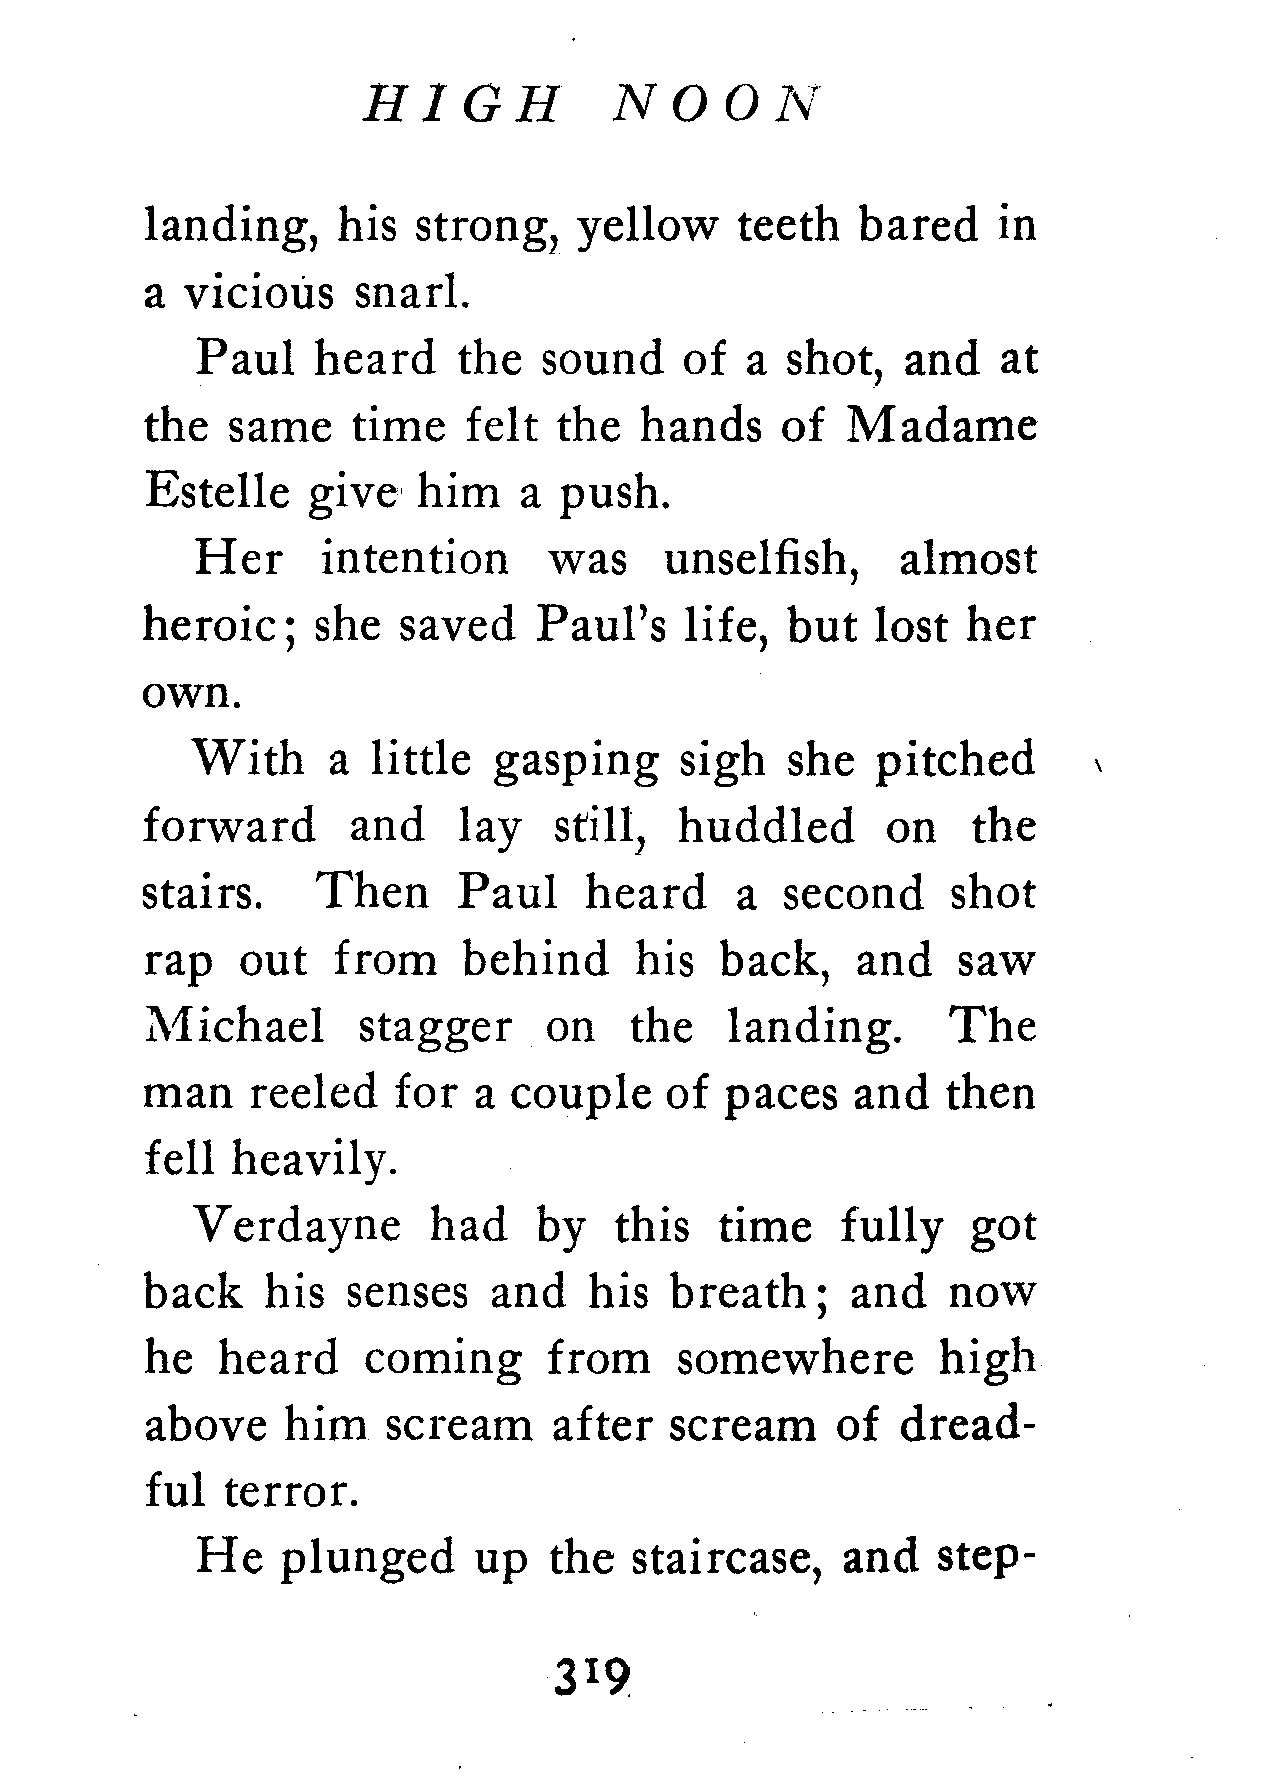 HIGH NOON
landing, his strong, yellow teeth bared in
a vicious snarl.
Paul heard the sound of a shot, and at
the same time felt the hands of Madame
Estelle give him a push.
Her intention was unselfish, almost
heroic; she saved Paul's life, but lost her
own.
With a little gasping sigh she pitched
forward and lay still, huddled on the
stairs. Then Paul heard a second shot
rap out from behind his back, and saw
Michael stagger on the landing. The
man reeled for a couple of paces and then
fell heavily.
Verdayne had by this time fully got
back his senses and his breath; and now
he heard coming from somewhere high
above him scream after scream of dread-
ful terror.
He plunged up the staircase, and step-
319